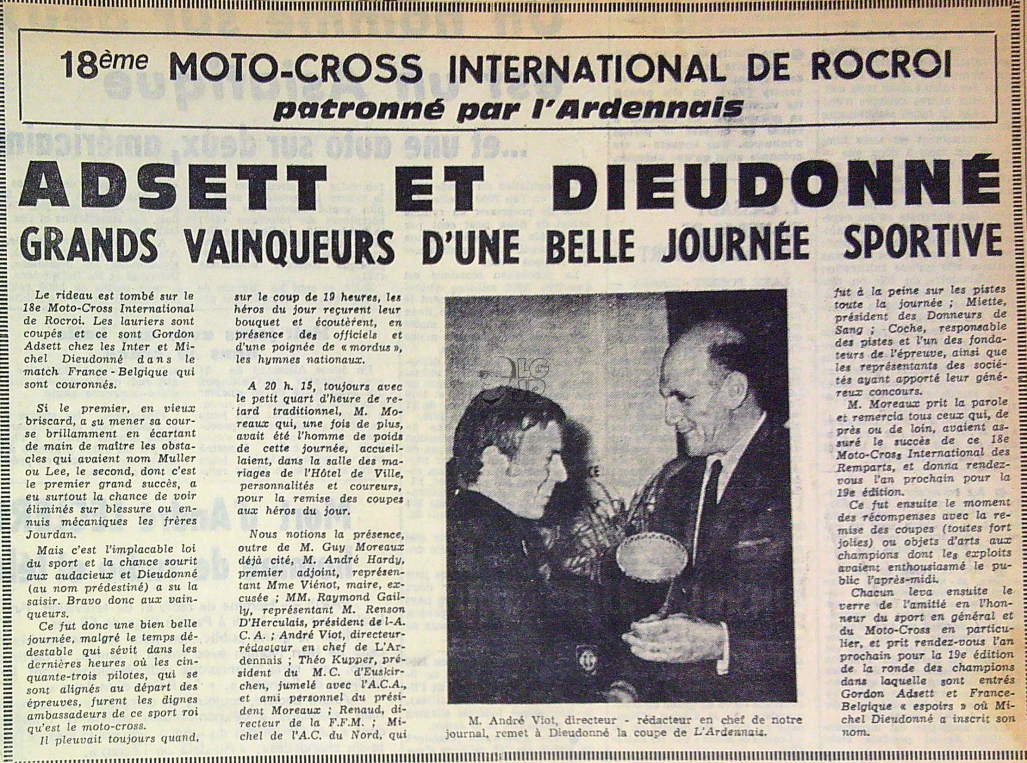 18ème MOTO-CROSS INTERNATIONAL DE ROCROI
patronné par l'Ardennais
ADSETT ET DIEUDONNÉ
GRANDS VAINQUEURS D'UNE BELLE JOURNÉE SPORTIVE
Le rideau est tombé sur le
18e Moto-Cross International
de Rocroi. Les lauriers sont
coupés et ce sont Gordon
Adsett chez les Inter et Mi-
chel Dieudonné dans le
match France-Belgique qui
sont couronnés.
Si le premier, en vieux
briscard, a su mener sa cour-
se brillamment en écartant
de main de maître les obsta-
cles qui avaient nom Muller
ou Lee, le second, dont c'est
le premier grand succès, a
eu surtout la chance de voir
éliminés sur blessure ou en-
nuis mécaniques les frères
Jourdan.
Mais c'est l'implacable loi
du sport et la chance sourit
aux audacieux et Dieudonné
(au nom prédestiné) a su la
saisir. Bravo donc aux vain-
queurs.
Ce fut donc une bien belle
journée, malgré le temps dé-
destable qui sévit dans les
dernières heures où les cin-
quante-trois pilotes, qui se
sont alignés au départ des
épreuves, furent les dignes
ambassadeurs de ce sport roi
qu'est le moto-cross.
Il pleuvait toujours quand,
sur le coup de 19 heures, les
héros du jour reçurent leur
bouquet et écoutèrent, en
présence des officiels et
d'une poignée de « mordus »,
les hymnes nationaux.
A 20 h. 15, toujours avec
le petit quart d'heure de re-
tard traditionnel, M. Mo-
reaux qui, une fois de plus,
avait été l'homme de poids
de cette journée, accueil-
laient, dans la salle des ma-
riages de l'Hôtel de Ville,
personnalités et coureurs,
pour la remise des coupes
aux héros du jour.
Nous notions la présence,
outre de M. Guy Moreaux
déjà cité, M. André Hardy,
premier adjoint, représen-
tant Mme Viénot, maire, ex-
cusée ; MM. Raymond Gail-
ly, représentant M. Renson
D'Herculais, président de l-A.
C. A. ; André Viot, directeur-
rédacteur en chef de L'Ar-
dennais ; Théo Kupper, pré-
sident du M.C. d'Euskir-
chen, jumelé avec l'A.C.A.,
et ami personnel du prési-
dent Moreaux ; Renaud, di-
recteur de la F.F.M. ; Mi-
chel de l'A.C. du Nord, qui
M. André Viot, directeur - rédacteur en chef de notre
journal, remet à Dieudonné la coupe de L'Ardennais.
fut à la peine sur les pistes
toute la journée ; Miette,
président des Donneurs de
Sang ; Coche, responsable
des pistes et l'un des fonda-
teurs de l'épreuve, ainsi que
les représentants des socié-
tés ayant apporté leur géné-
reux concours.
M. Moreaux prit la parole
et remercia tous ceux qui, de
près ou de loin, avaient as-
suré le succès de ce 18e
Moto-Cross International des
Remparts, et donna rendez-
vous l'an prochain pour la
19e édition.
Ce fut ensuite le moment
des récompenses avec la re-
mise des coupes (toutes fort
jolies) ou objets d'arts aux
champions dont les exploits
avaient enthousiasmé le pu-
blic l'après-midi.
Chacun leva ensuite le
verre de l'amitié en l'hon-
neur du sport en général et
du Moto-Cross en particu-
lier, et prit rendez-vous l'an
prochain pour la 19e édition
de la ronde des champions
dans laquelle sont entrés
Gordon Adsett et France-
Belgique « espoirs » où Mi-
chel Dieudonné a inscrit son
nom.